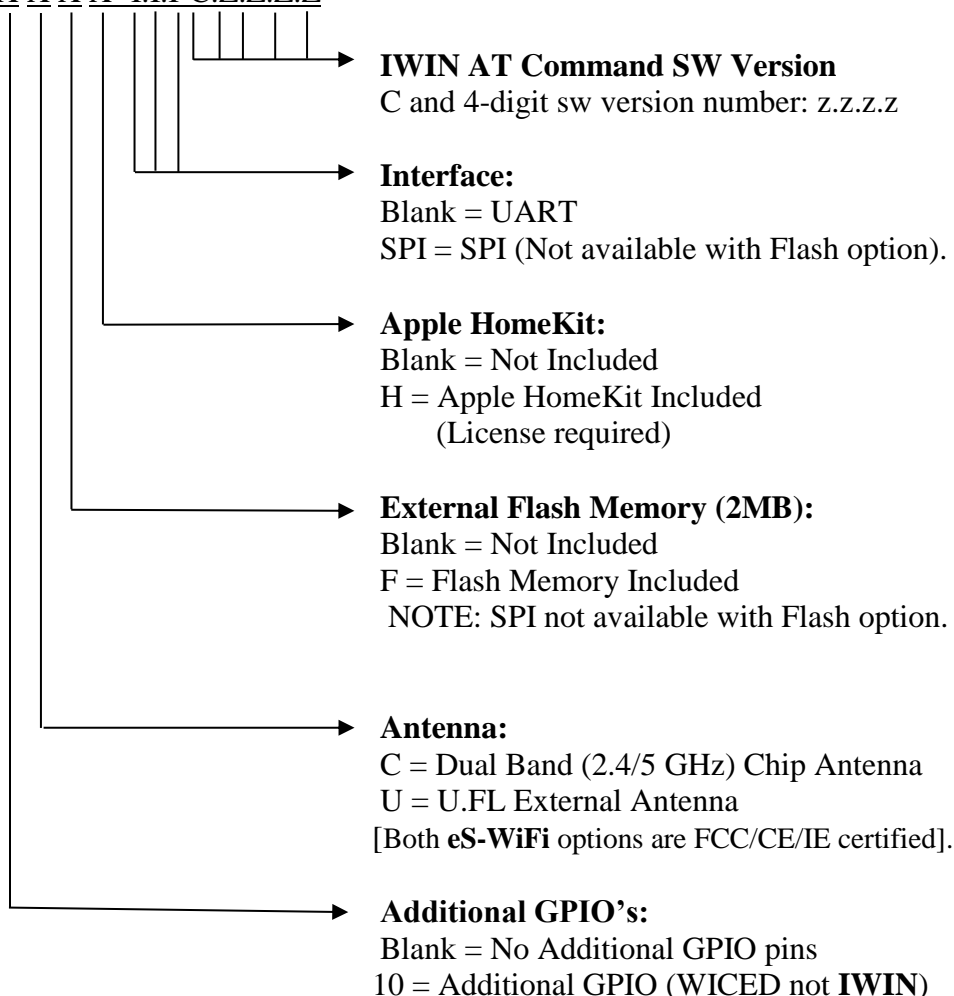 IWIN AT Command SW Version
C and 4-digit sw version number: z.z.z.z
Interface:
Blank = UART
SPI = SPI (Not available with Flash option).
Apple HomeKit:
Blank = Not Included
H = Apple HomeKit Included
(License required)
External Flash Memory (2MB):
Blank = Not Included
F = Flash Memory Included
NOTE: SPI not available with Flash option.
Antenna:
C = Dual Band (2.4/5 GHz) Chip Antenna
U = U.FL External Antenna
[Both eS-WiFi options are FCC/CE/IE certified].
Additional GPIO’s:
Blank = No Additional GPIO pins
10 = Additional GPIO (WICED not IWIN)